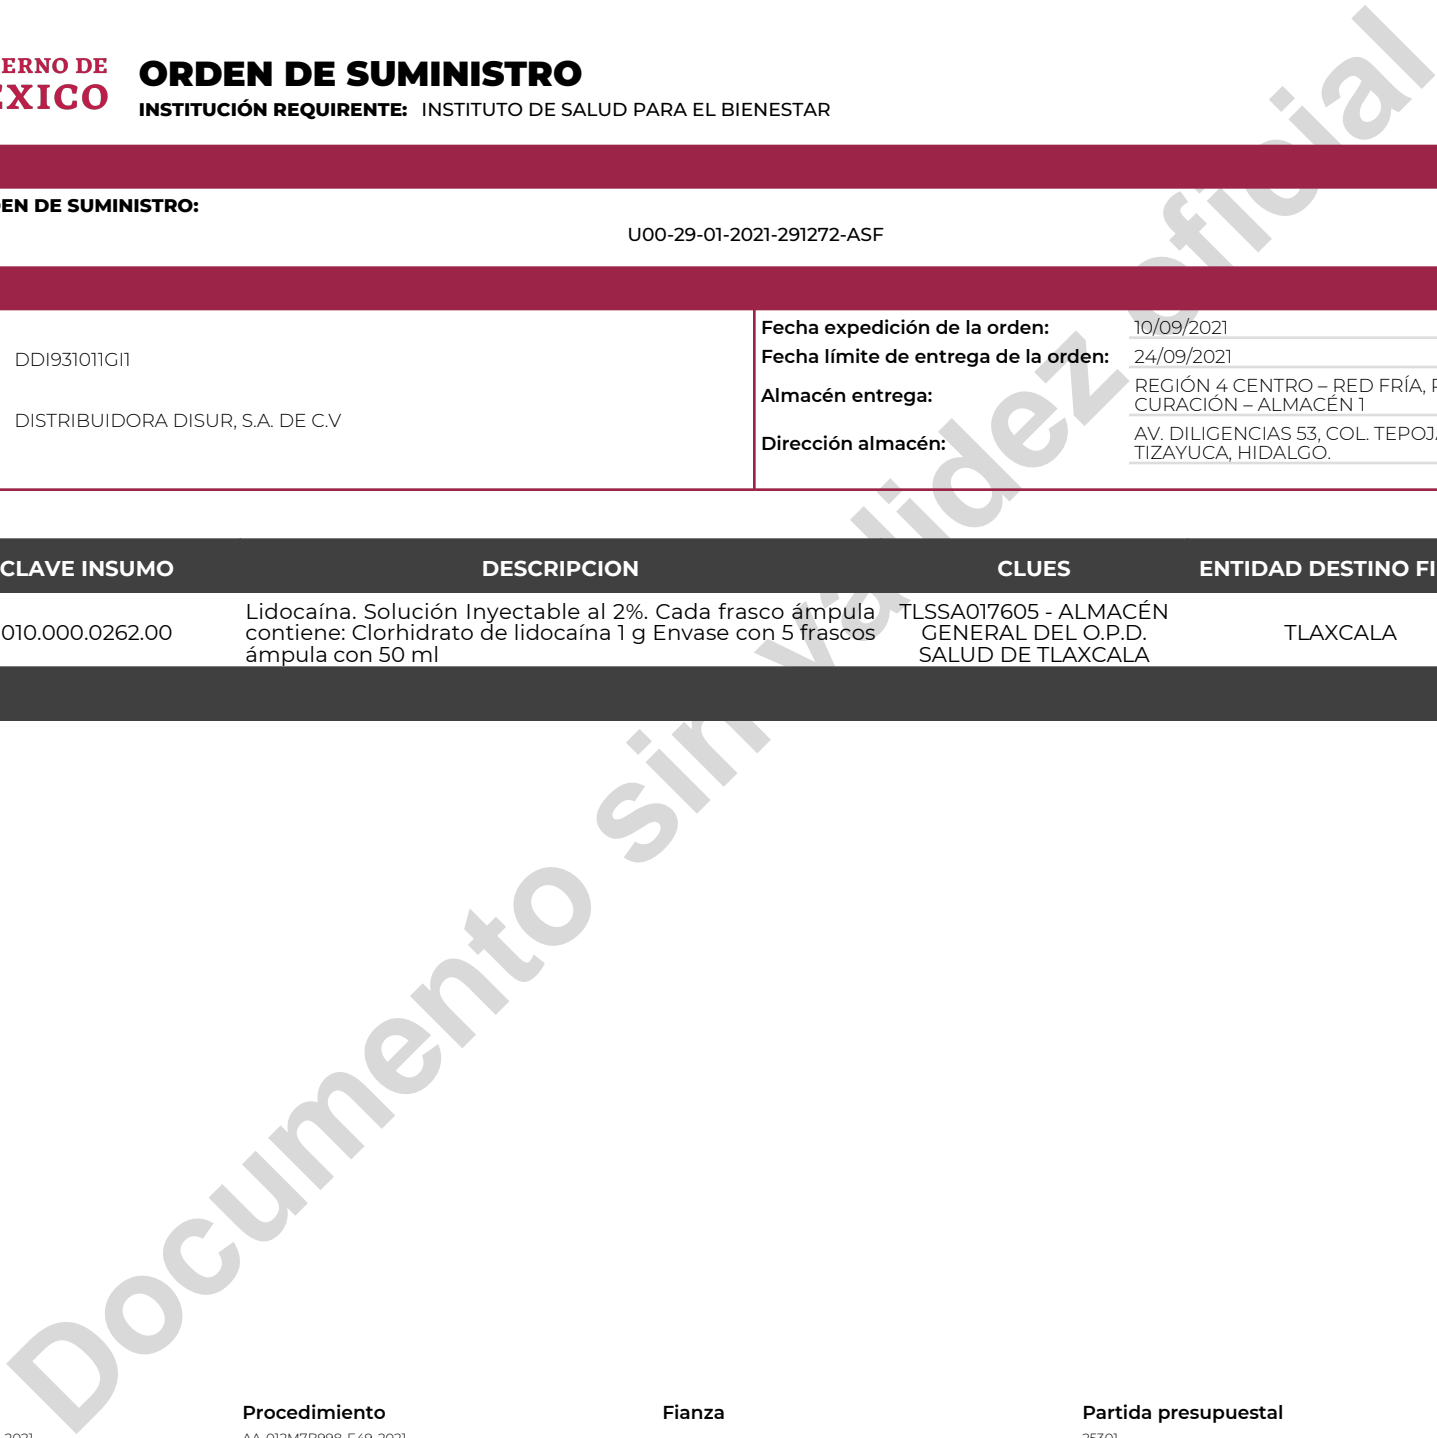 ERNO DE
ORDEN DE SUMINISTRO
INSTITUCIÓN REQUIRENTE: INSTITUTO DE SALUD PARA EL BIENESTAR
EN DE SUMINISTRO:
U00-29-01-2021-291272-ASF
DDI931011GI1
DISTRIBUIDORA DISUR, S.A. DE C.V
Fecha expedición de la orden: 10/09/2021
Fecha límite de entrega de la orden: 24/09/2021
Almacén entrega: REGIÓN 4 CENTRO – RED FRÍA,
CURACIÓN – ALMACÉN 1
Dirección almacén: AV. DILIGENCIAS 53, COL. TEPOJ
TIZAYUCA, HIDALGO.
CLAVE INSUMO DESCRIPCION CLUES ENTIDAD DESTINO FI
010.000.0262.00
Lidocaína. Solución Inyectable al 2%. Cada frasco ámpula
contiene: Clorhidrato de lidocaína 1 g Envase con 5 frascos
ámpula con 50 ml
TLSSA017605 - ALMACÉN
GENERAL DEL O.P.D.
SALUD DE TLAXCALA
TLAXCALA
Documento sin validez oficial
Procedimiento Fianza Partida presupuestal